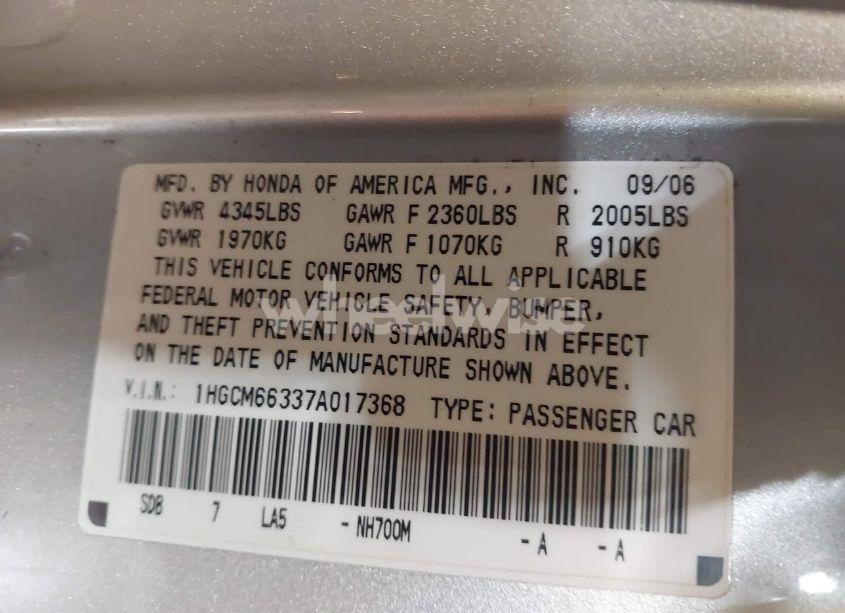 MFD. BY HONDA OF AMERICA MFG., INC. 09/06
GVWR 4345LBS GAWR F 2360LBS R 2005LBS
GVWR 1970KG GAWR F 1070KG R 910KG
THIS VEHICLE CONFORMS TO ALL APPLICABLE
FEDERAL MOTOR VEHICLE SAFETY, BUMPER,
wheelwise
AND THEFT PREVENTION STANDARDS IN EFFECT
ON THE DATE OF MANUFACTURE SHOWN ABOVE.
V.I.N.: 1HGCM66337A017368 TYPE: PASSENGER CAR
SDB 7 LA5 -NH700M -A -A